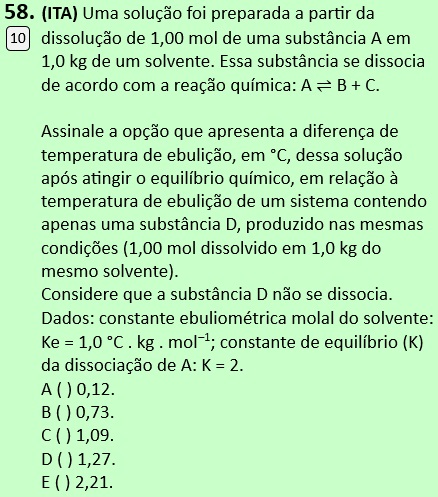 58. (ITA) Uma solução foi preparada a partir da
10 dissolução de 1,00 mol de uma substância A em
1,0 kg de um solvente. Essa substância se dissocia
de acordo com a reação química: A ⇌ B + C.
Assinale a opção que apresenta a diferença de
temperatura de ebulição, em °C, dessa solução
após atingir o equilíbrio químico, em relação à
temperatura de ebulição de um sistema contendo
apenas uma substância D, produzido nas mesmas
condições (1,00 mol dissolvido em 1,0 kg do
mesmo solvente).
Considere que a substância D não se dissocia.
Dados: constante ebuliométrica molal do solvente:
Ke = 1,0 °C . kg . mol⁻¹; constante de equilíbrio (K)
da dissociação de A: K = 2.
A ( ) 0,12.
B ( ) 0,73.
C ( ) 1,09.
D ( ) 1,27.
E ( ) 2,21.